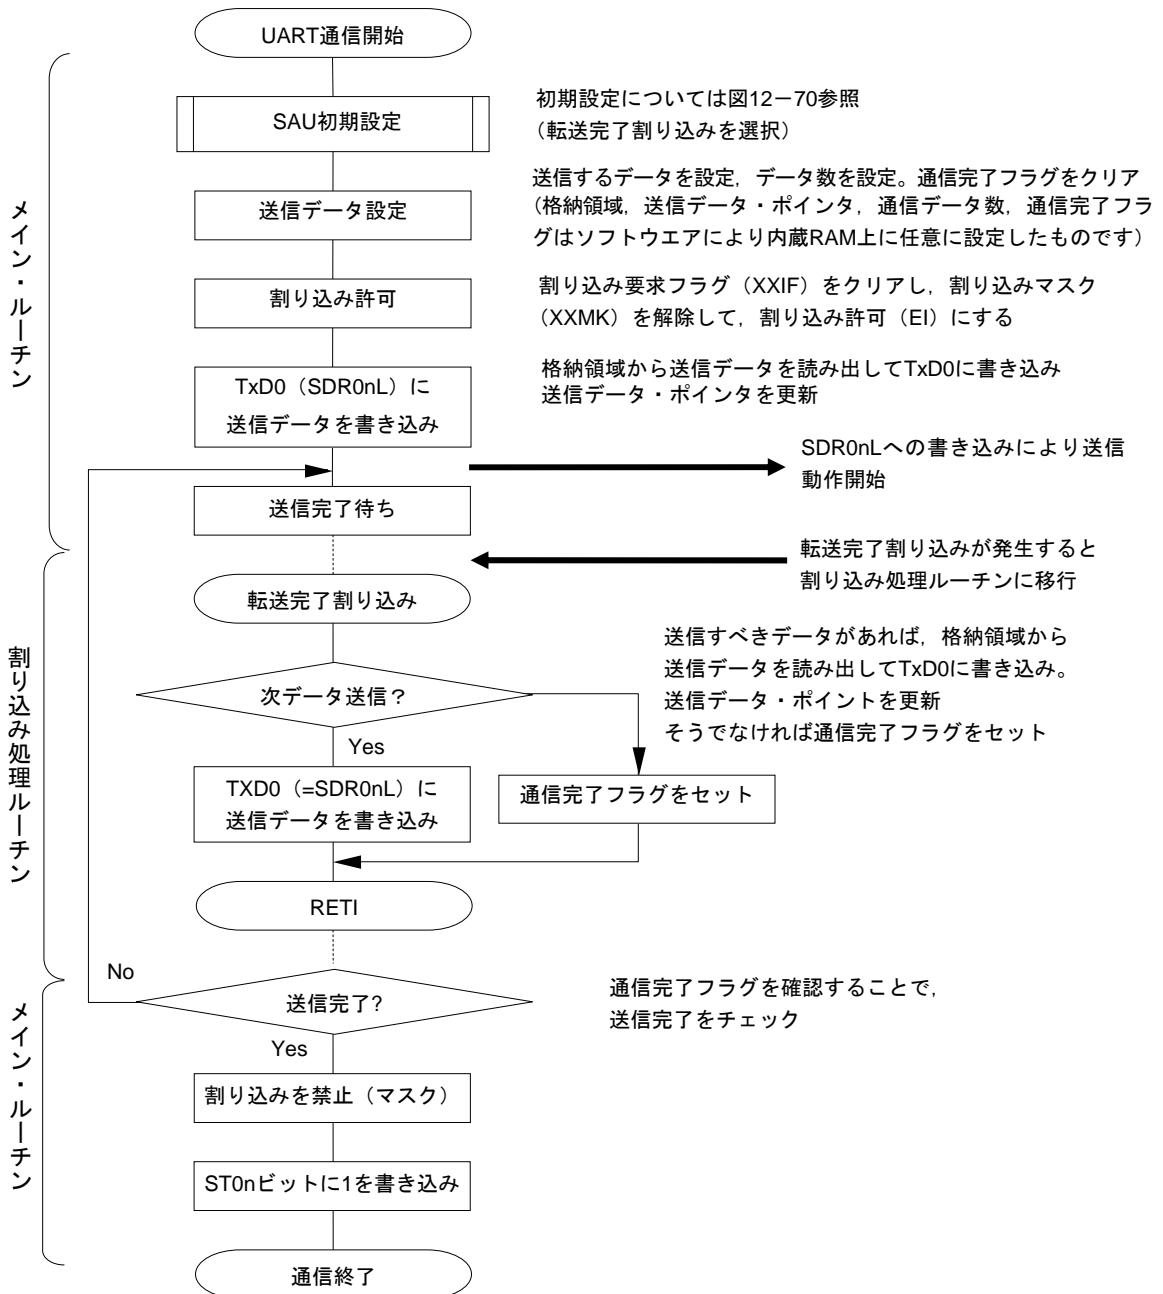 UART通信開始
SAU初期設定
初期設定については図12－70参照
（転送完了割り込みを選択）
送信データ設定
送信するデータを設定，データ数を設定。通信完了フラグをクリア
（格納領域，送信データ・ポインタ，通信データ数，通信完了フラ
グはソフトウエアにより内蔵RAM上に任意に設定したものです）
割り込み許可
割り込み要求フラグ（XXIF）をクリアし，割り込みマスク
（XXMK）を解除して，割り込み許可（EI）にする
TxD0（SDR0nL）に
送信データを書き込み
格納領域から送信データを読み出してTxD0に書き込み
送信データ・ポインタを更新
メイン・ルーチン
SDR0nLへの書き込みにより送信
動作開始
送信完了待ち
転送完了割り込みが発生すると
割り込み処理ルーチンに移行
転送完了割り込み
次データ送信？
送信すべきデータがあれば，格納領域から
送信データを読み出してTxD0に書き込み。
送信データ・ポイントを更新
そうでなければ通信完了フラグをセット
Yes
TXD0（=SDR0nL）に
送信データを書き込み
通信完了フラグをセット
割り込み処理ルーチン
RETI
No
送信完了?
通信完了フラグを確認することで，
送信完了をチェック
Yes
割り込みを禁止（マスク）
ST0nビットに1を書き込み
メイン・ルーチン
通信終了